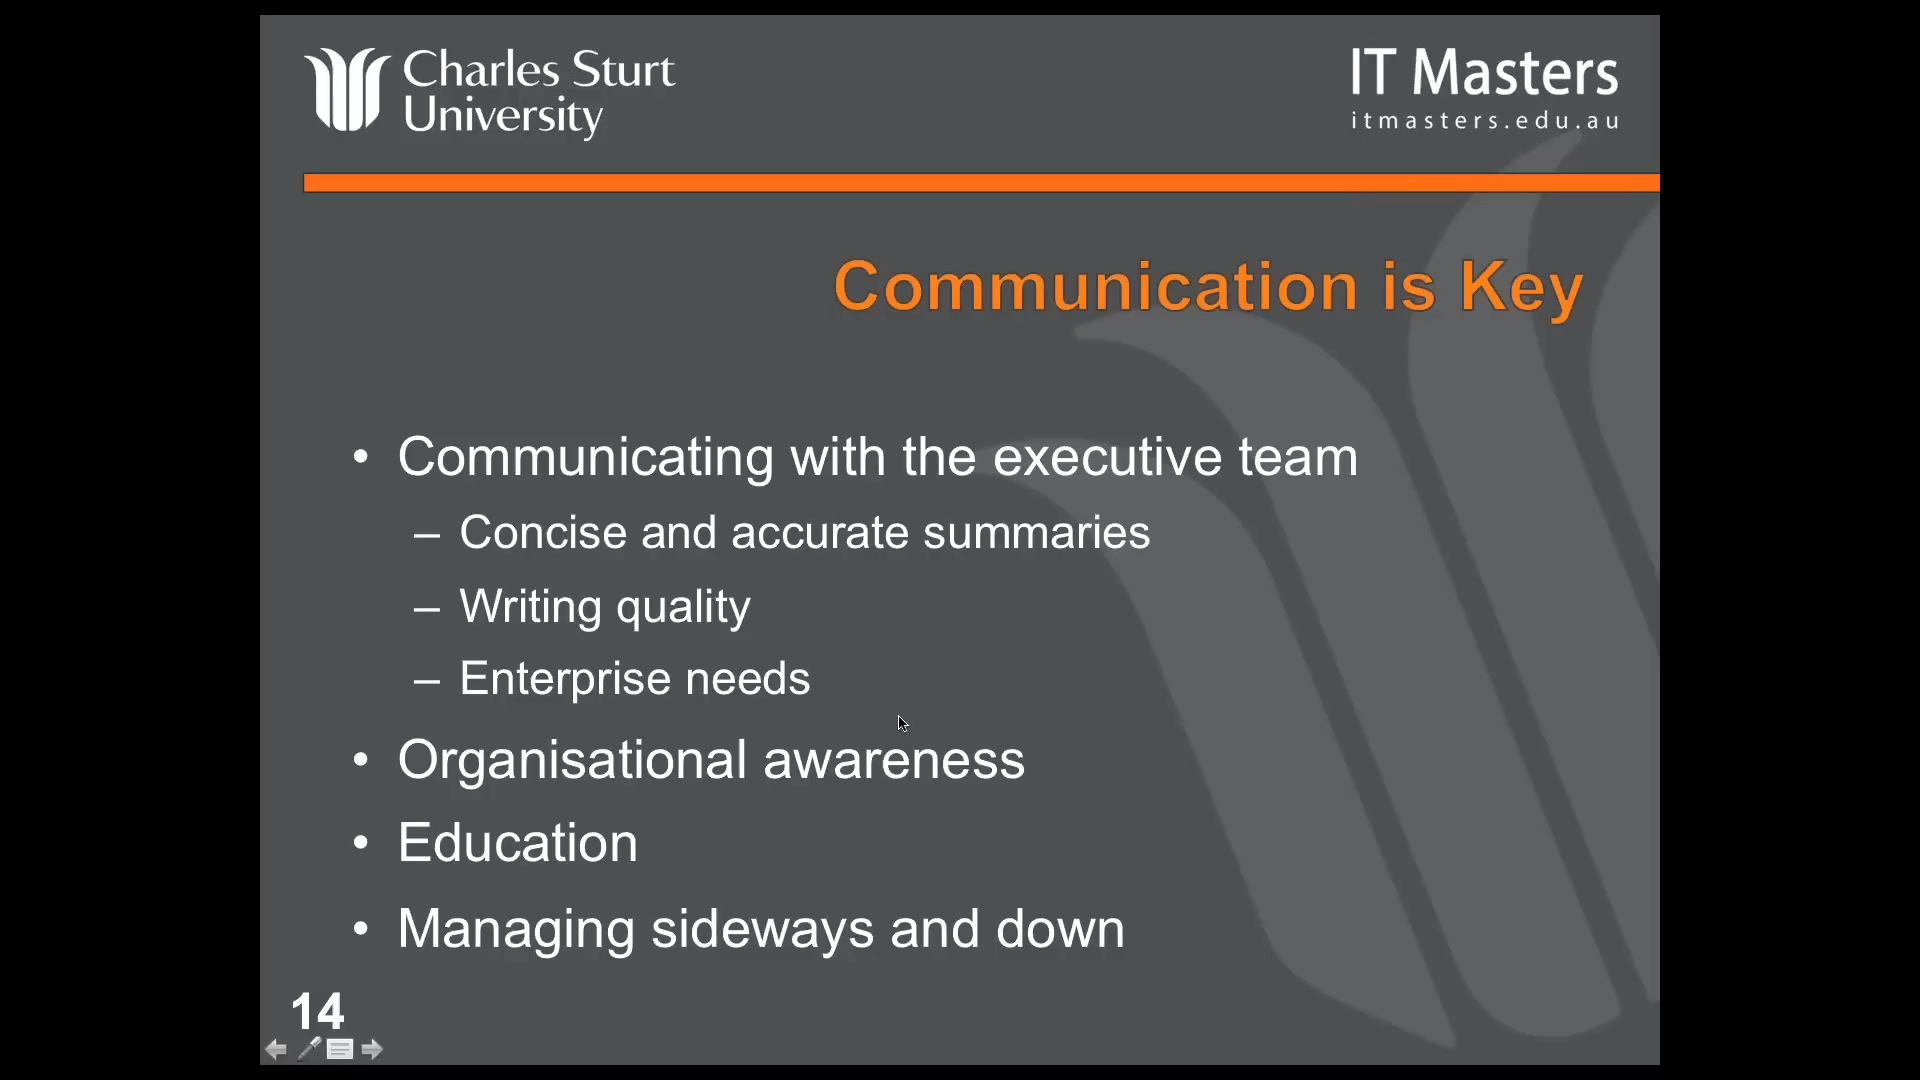 Charles Sturt
University
IT Masters
itmasters.edu.au
Communication is Key
• Communicating with the executive team
– Concise and accurate summaries
– Writing quality
– Enterprise needs
• Organisational awareness
• Education
• Managing sideways and down
14